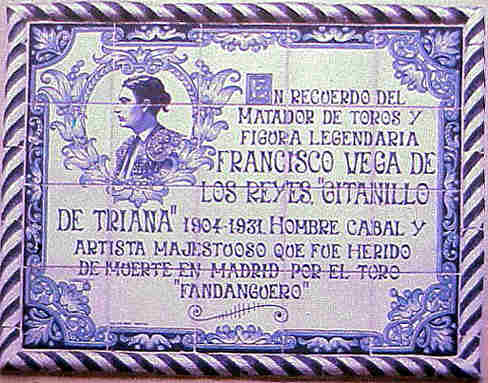 EN RECUERDO DEL
MATADOR DE TOROS Y
FIGURA LEGENDARIA
FRANCISCO VEGA DE
LOS REYES, "GITANILLO
DE TRIANA" 1904-1931. HOMBRE CABAL Y
ARTISTA MAJESTUOSO QUE FUE HERIDO
DE MUERTE EN MADRID POR EL TORO
"FANDANGUERO"